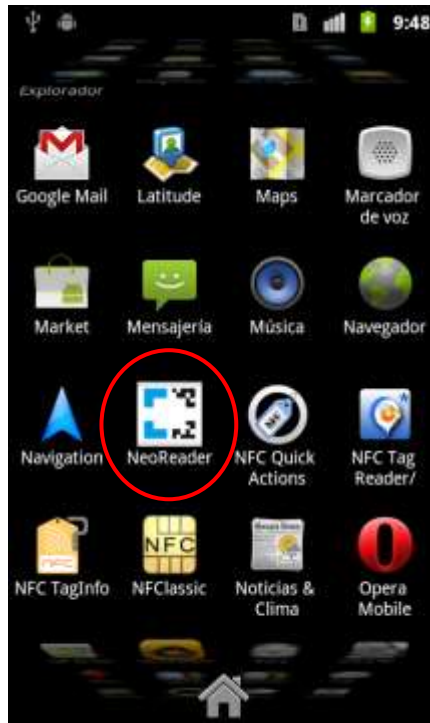 9:48
Explorador
Google Mail Latitude Maps Marcador
de voz
Market Mensajería Música Navegador
Navigation NeoReader NFC Quick NFC Tag
Actions Reader/
NFC
NFC TagInfo NFClassic Noticias & Opera
Clima Mobile